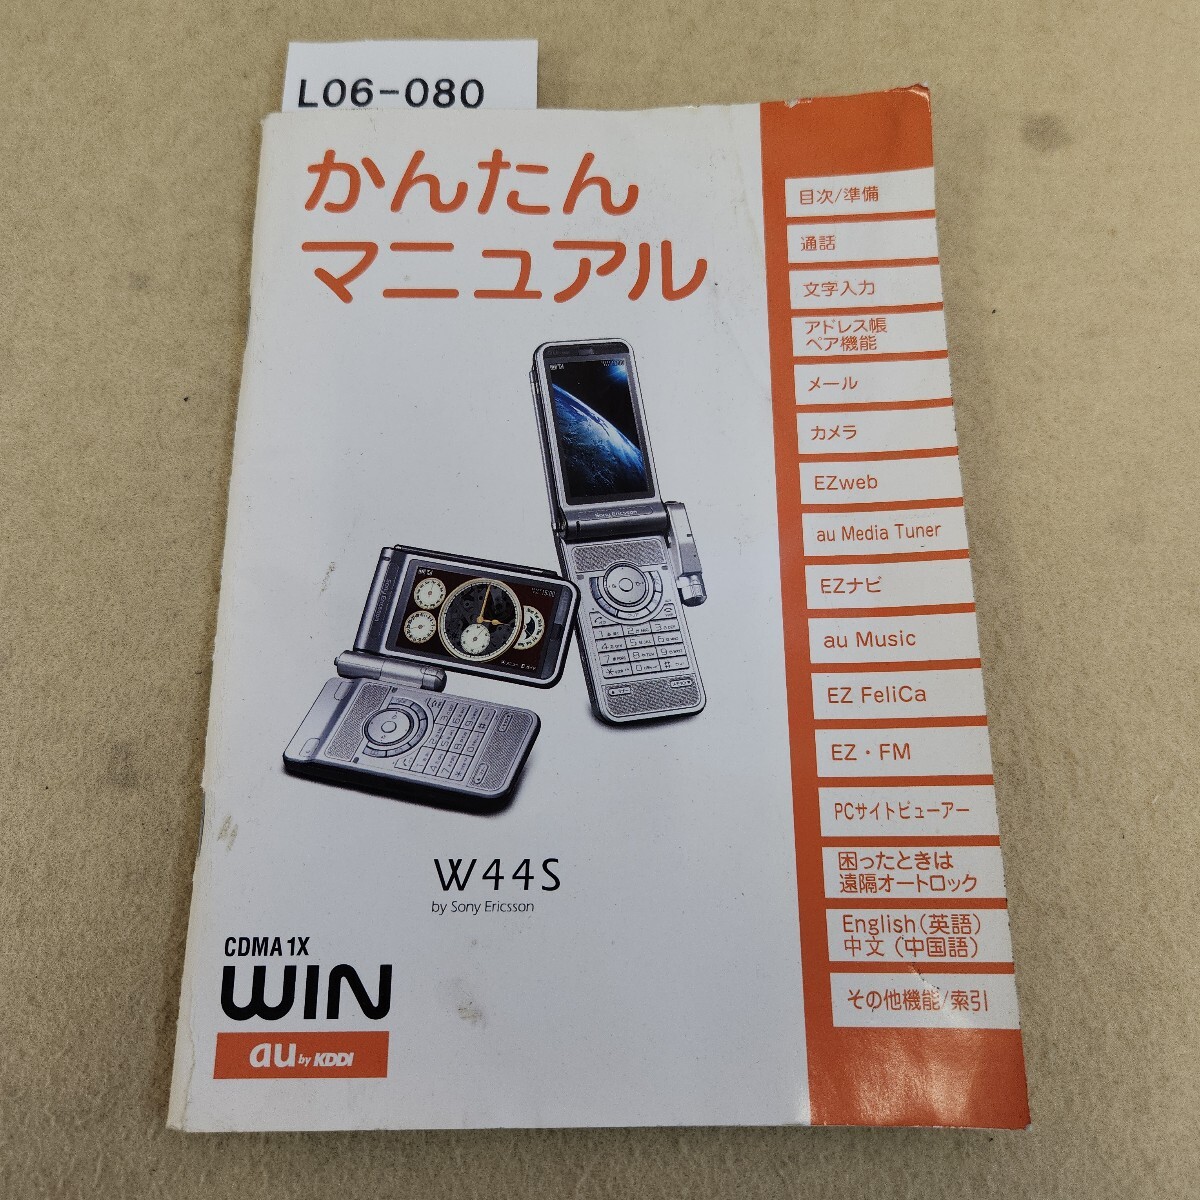 L06-080
かんたん
マニュアル
目次/準備
通話
文字入力
アドレス帳
ペア機能
メール
カメラ
EZweb
au Media Tuner
EZナビ
au Music
EZ FeliCa
EZ・FM
PCサイトビューアー
困ったときは
遠隔オートロック
English(英語)
中文(中国語)
その他機能/索引
Sony Ericsson
Sony Ericsson
W44S
by Sony Ericsson
CDMA 1X
WIN
au by KDDI